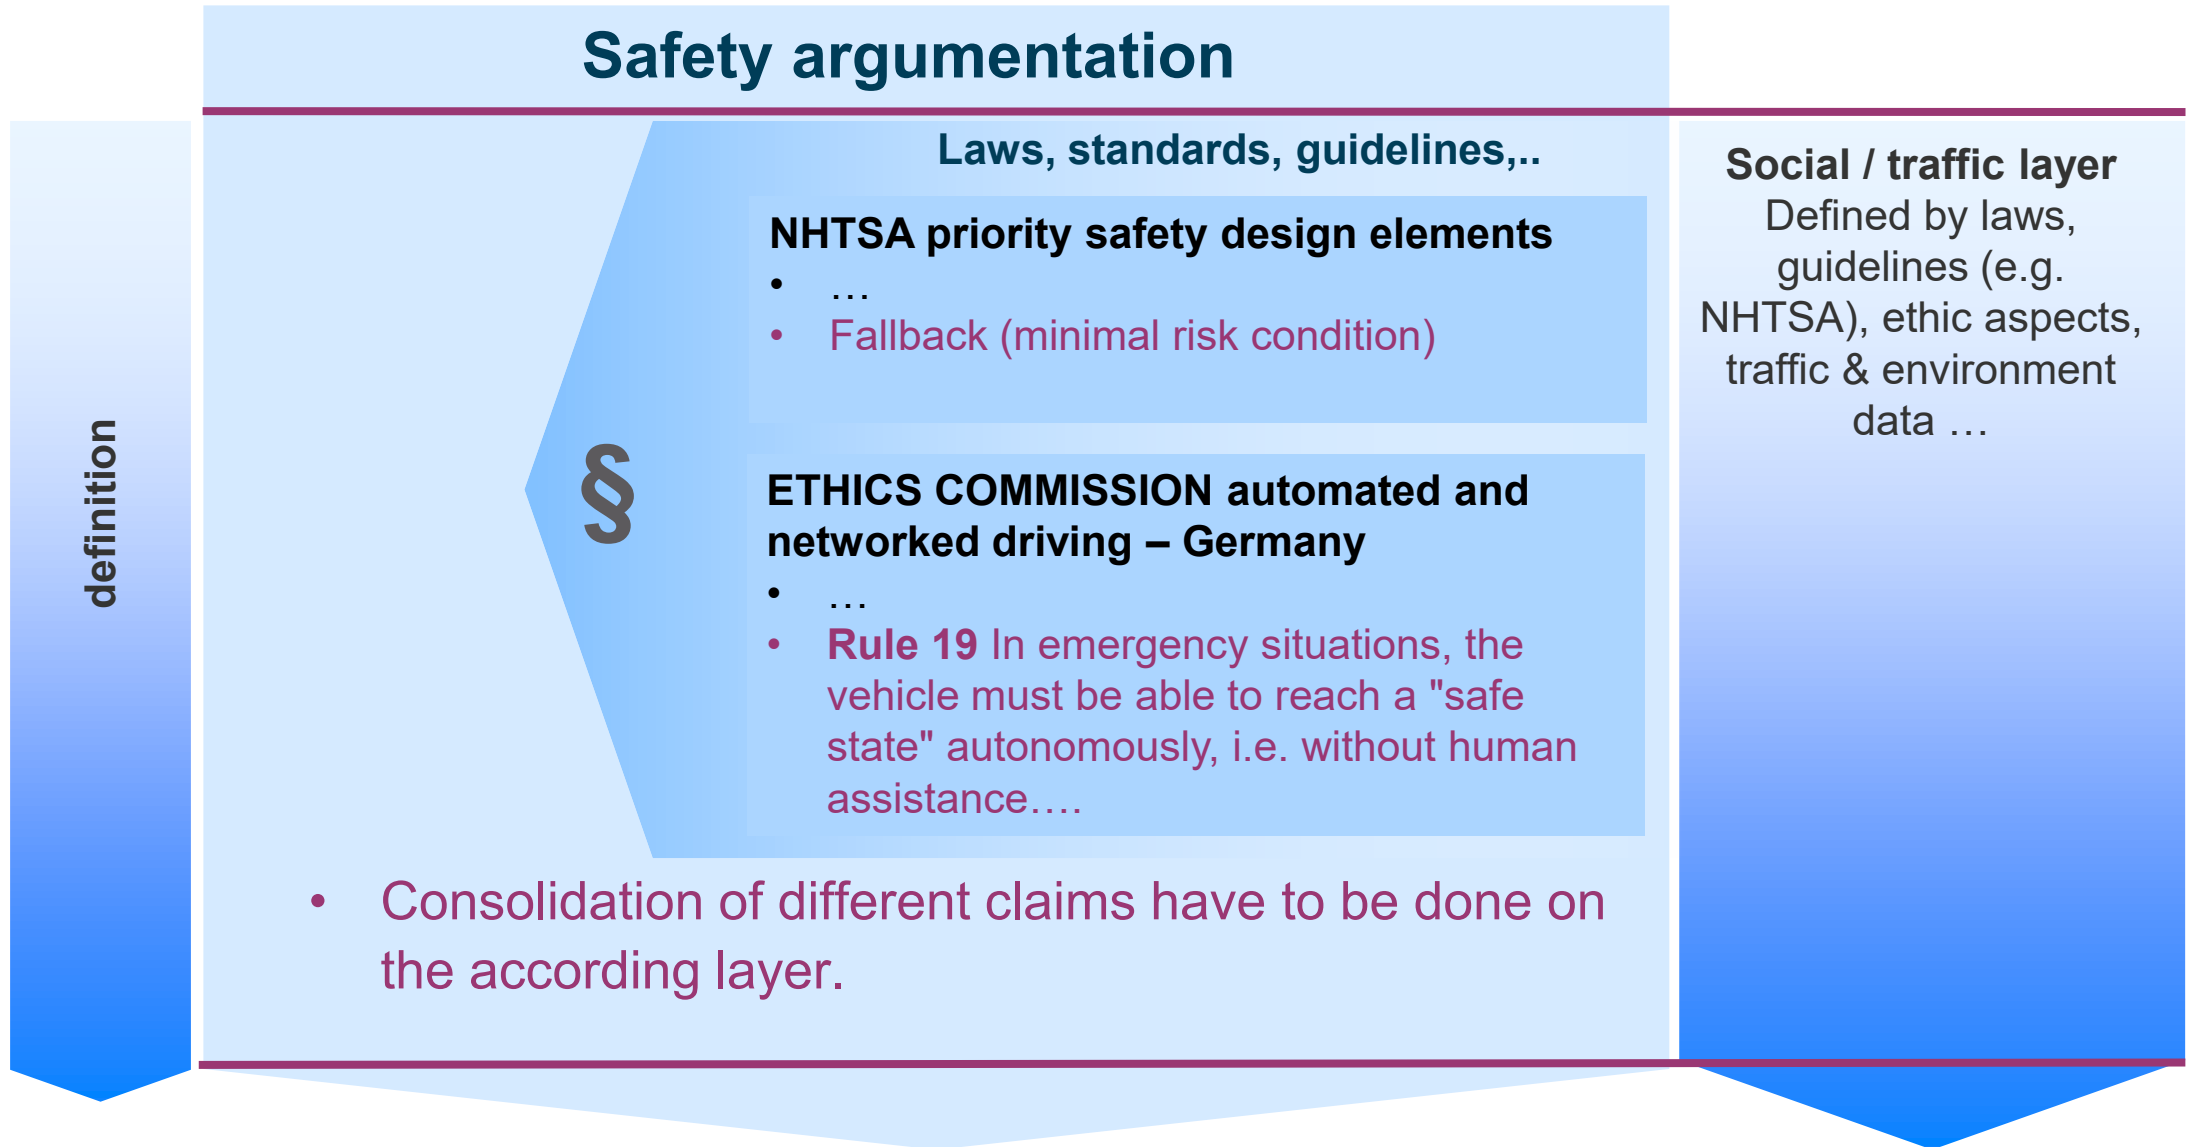 Safety argumentation
definition
Laws, standards, guidelines,..
NHTSA priority safety design elements
• …
• Fallback (minimal risk condition)
§
ETHICS COMMISSION automated and
networked driving – Germany
• …
• Rule 19 In emergency situations, the
vehicle must be able to reach a "safe
state" autonomously, i.e. without human
assistance….
• Consolidation of different claims have to be done on
the according layer.
Social / traffic layer
Defined by laws,
guidelines (e.g.
NHTSA), ethic aspects,
traffic & environment
data …